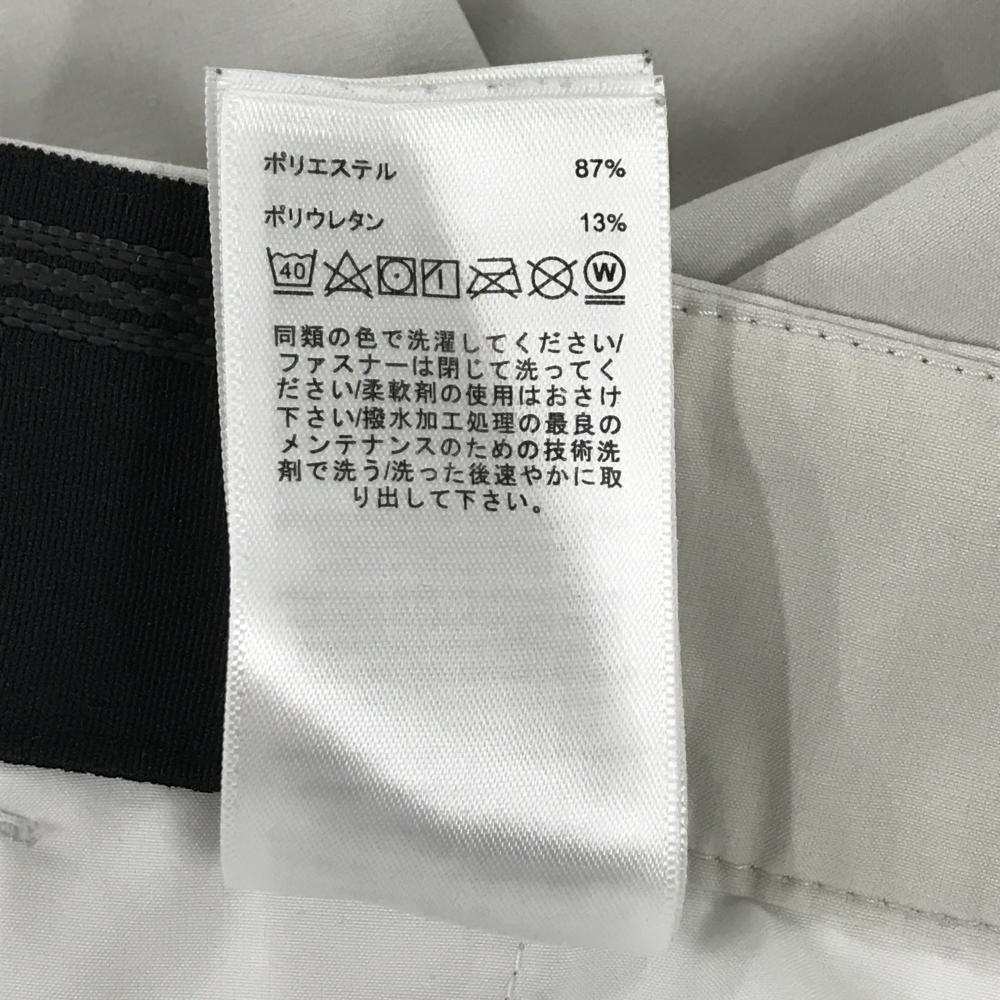 ポリエステル 87%
ポリウレタン 13%
40 W
同類の色で洗濯してください/
ファスナーは閉じて洗ってく
ださい/柔軟剤の使用はおさけ
下さい/撥水加工処理の最良の
メンテナンスのための技術洗
剤で洗う/洗った後速やかに取
り出して下さい。